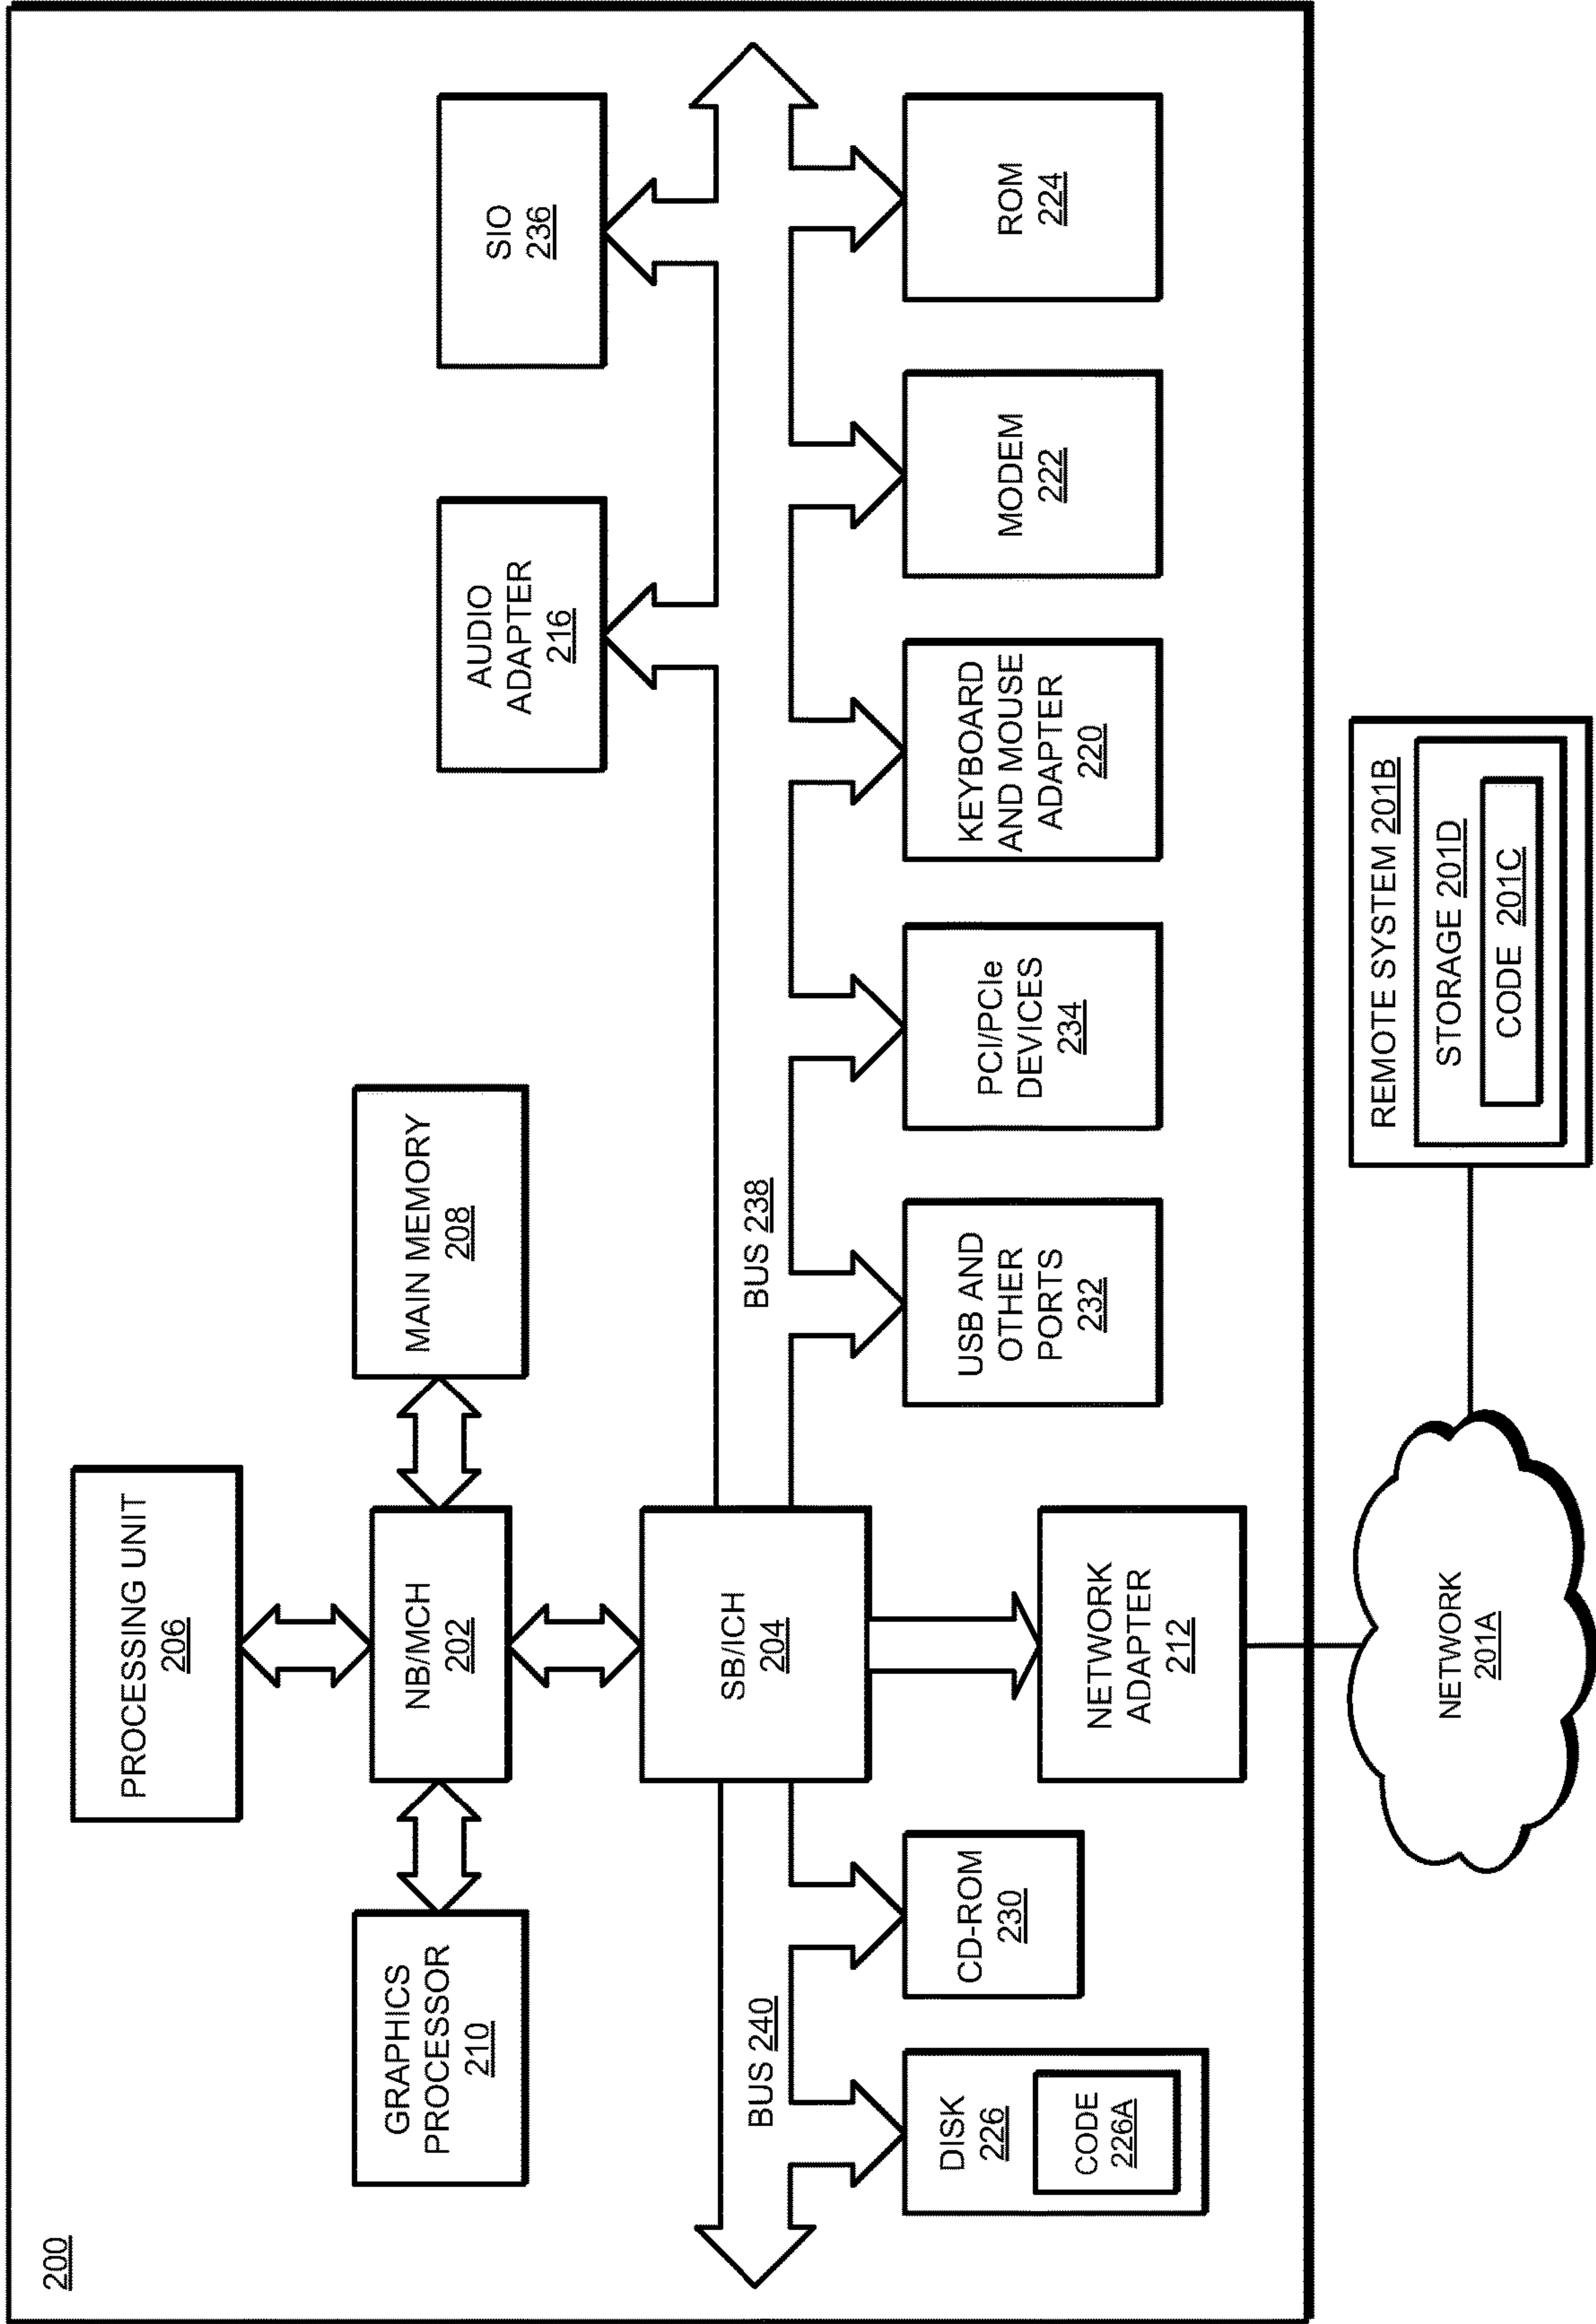 200
PROCESSING UNIT
206
GRAPHICS
PROCESSOR
210
NB/MCH
202
MAIN MEMORY
208
AUDIO
ADAPTER
216
SIO
236
SB/ICH
204
BUS 240
BUS 238
DISK
226
CODE
226A
CD-ROM
230
NETWORK
ADAPTER
212
USB AND
OTHER
PORTS
232
PCI/PCIe
DEVICES
234
KEYBOARD
AND MOUSE
ADAPTER
220
MODEM
222
ROM
224
NETWORK
201A
REMOTE SYSTEM 201B
STORAGE 201D
CODE 201C